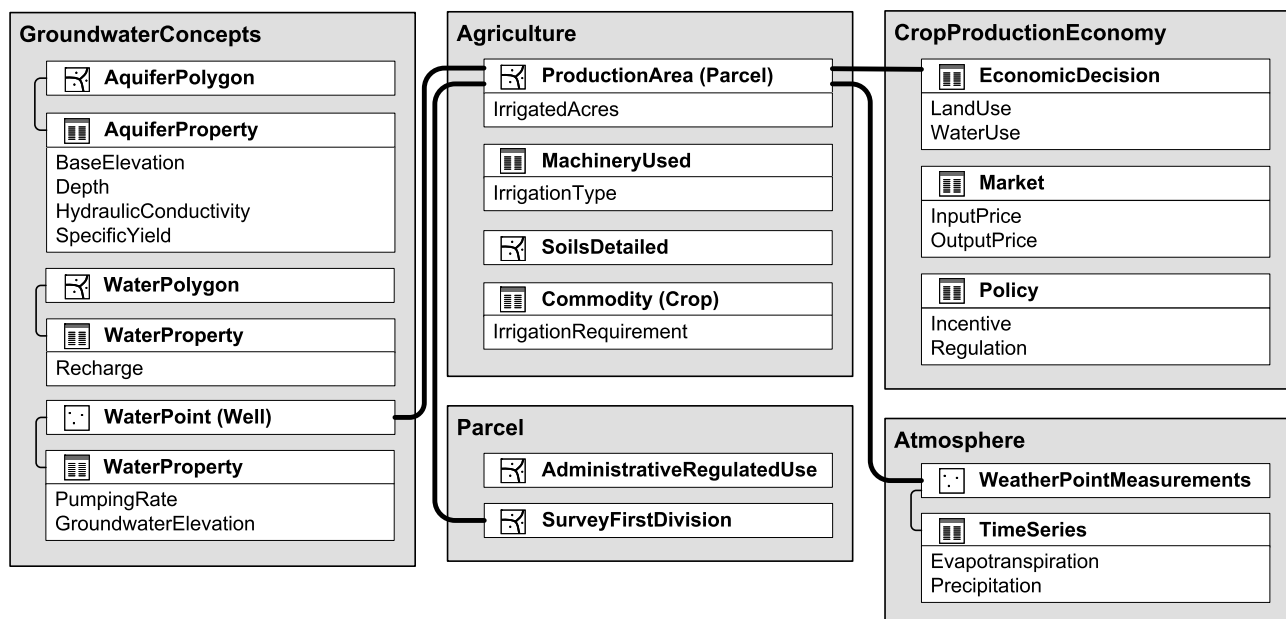 GroundwaterConcepts
AquiferPolygon
AquiferProperty
BaseElevation
Depth
HydraulicConductivity
SpecificYield
WaterPolygon
WaterProperty
Recharge
WaterPoint (Well)
WaterProperty
PumpingRate
GroundwaterElevation
Agriculture
ProductionArea (Parcel)
IrrigatedAcres
MachineryUsed
IrrigationType
SoilsDetailed
Commodity (Crop)
IrrigationRequirement
Parcel
AdministrativeRegulatedUse
SurveyFirstDivision
CropProductionEconomy
EconomicDecision
LandUse
WaterUse
Market
InputPrice
OutputPrice
Policy
Incentive
Regulation
Atmosphere
WeatherPointMeasurements
TimeSeries
Evapotranspiration
Precipitation